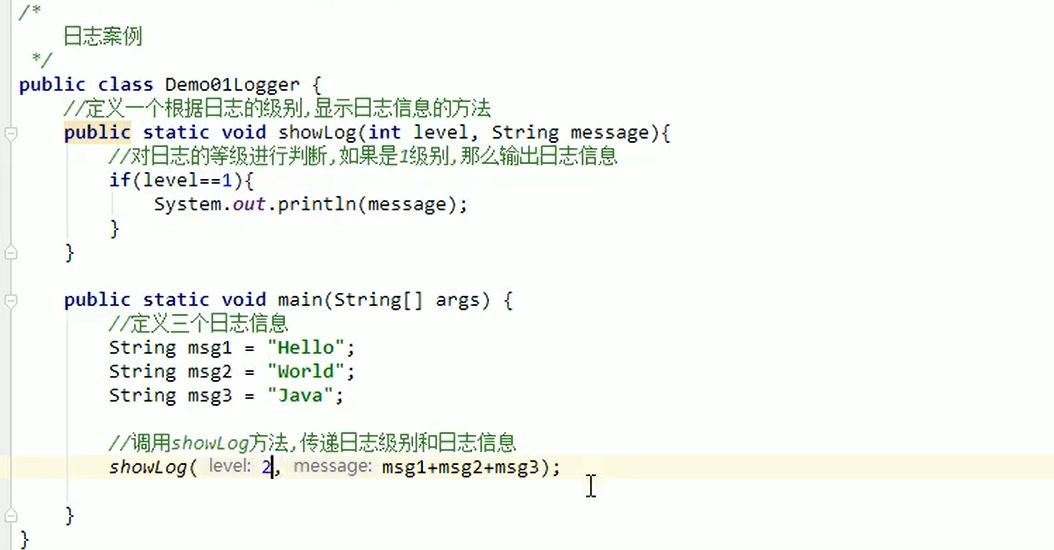 /*
日志案例
*/
public class Demo01Logger {
//定义一个根据日志的级别,显示日志信息的方法
public static void showLog(int level, String message){
//对日志的等级进行判断,如果是1级别,那么输出日志信息
if(level==1){
System.out.println(message);
}
}
public static void main(String[] args) {
//定义三个日志信息
String msg1 = "Hello";
String msg2 = "World";
String msg3 = "Java";
//调用showLog方法,传递日志级别和日志信息
showLog( level: 2, message: msg1+msg2+msg3);
}
}